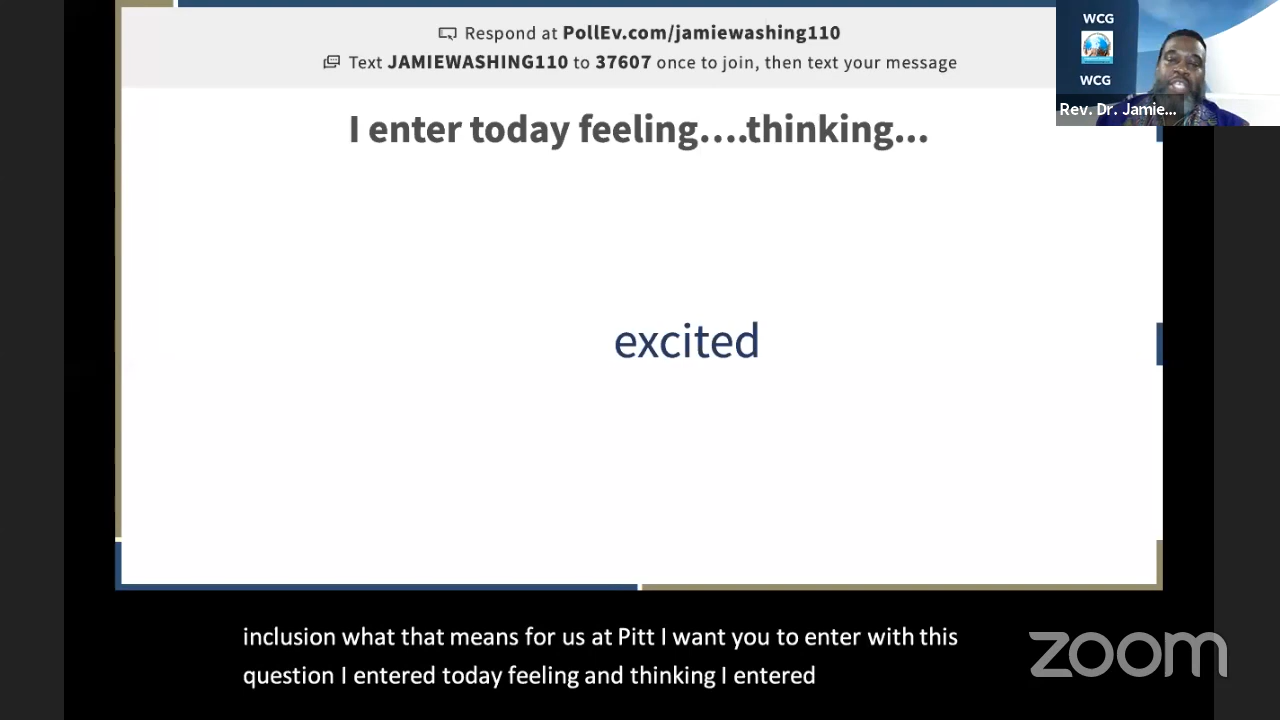 Respond at PollEv.com/jamiewashing110
Text JAMIEWASHING110 to 37607 once to join, then text your message
WCG
WCG
Rev. Dr. Jamie...
I enter today feeling....thinking...
excited
inclusion what that means for us at Pitt I want you to enter with this
question I entered today feeling and thinking I entered
zoom